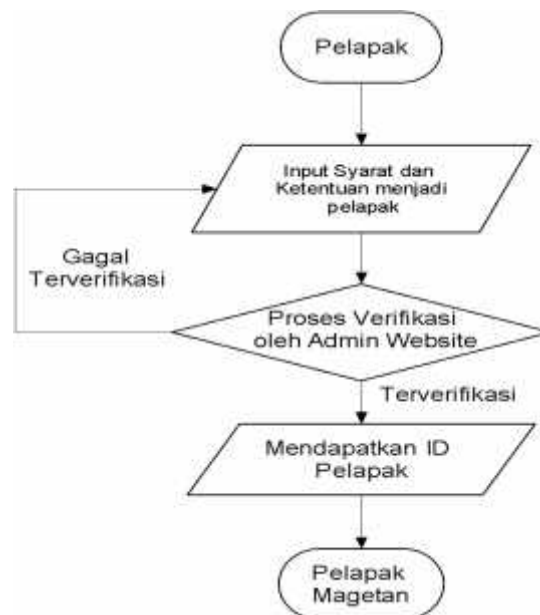 Pelapak
Input Syarat dan
Ketentuan menjadi
pelapak
Gagal
Terverifikasi
Proses Verifikasi
oleh Admin Website
Terverifikasi
Mendapatkan ID
Pelapak
Pelapak
Magetan